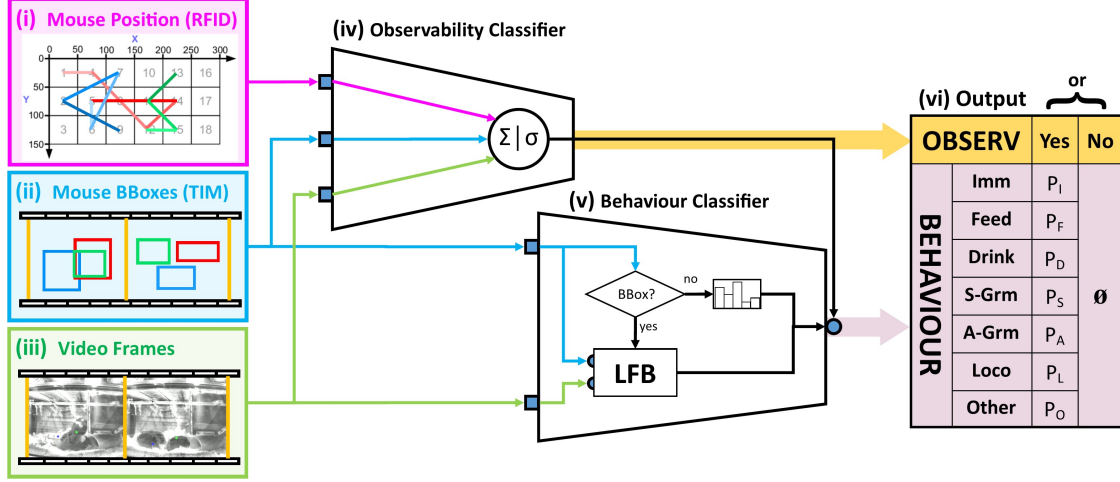 (i) Mouse Position (RFID)
X
0 50 100 150 200 250 300
0
50
Y
100
150
1 4 7 10 13 16
2 5 14 17
3 6 9 12 15 18
(ii) Mouse BBoxes (TIM)
(iii) Video Frames
(iv) Observability Classifier
Σ|σ
(v) Behaviour Classifier
BBox?
no
yes
LFB
or
(vi) Output
OBSERV Yes No
BEHAVIOUR
Imm P_I
Feed P_F
Drink P_D
S-Grm P_S ø
A-Grm P_A
Loco P_L
Other P_O